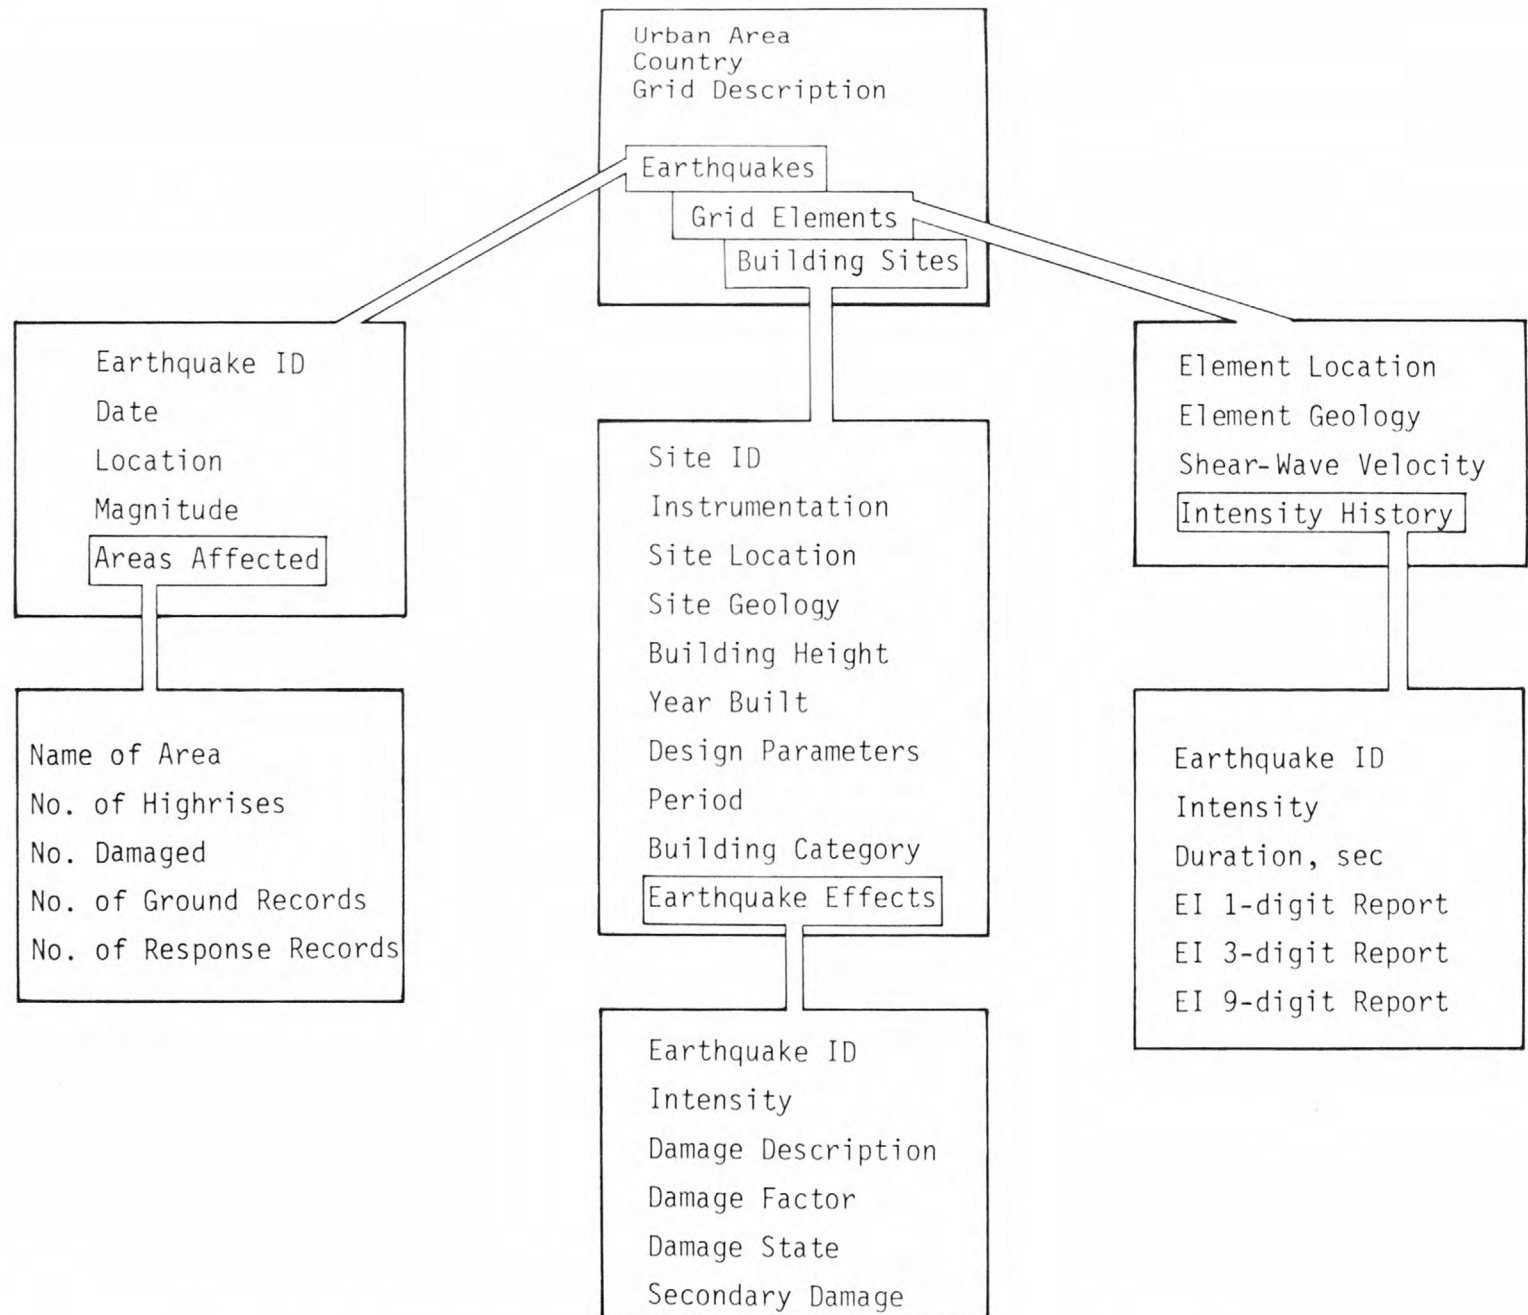 Urban Area
Country
Grid Description
Earthquakes
Grid Elements
Building Sites
Earthquake ID
Date
Location
Magnitude
Areas Affected
Name of Area
No. of Highrises
No. Damaged
No. of Ground Records
No. of Response Records
Site ID
Instrumentation
Site Location
Site Geology
Building Height
Year Built
Design Parameters
Period
Building Category
Earthquake Effects
Earthquake ID
Intensity
Damage Description
Damage Factor
Damage State
Secondary Damage
Element Location
Element Geology
Shear-Wave Velocity
Intensity History
Earthquake ID
Intensity
Duration, sec
EI 1-digit Report
EI 3-digit Report
EI 9-digit Report